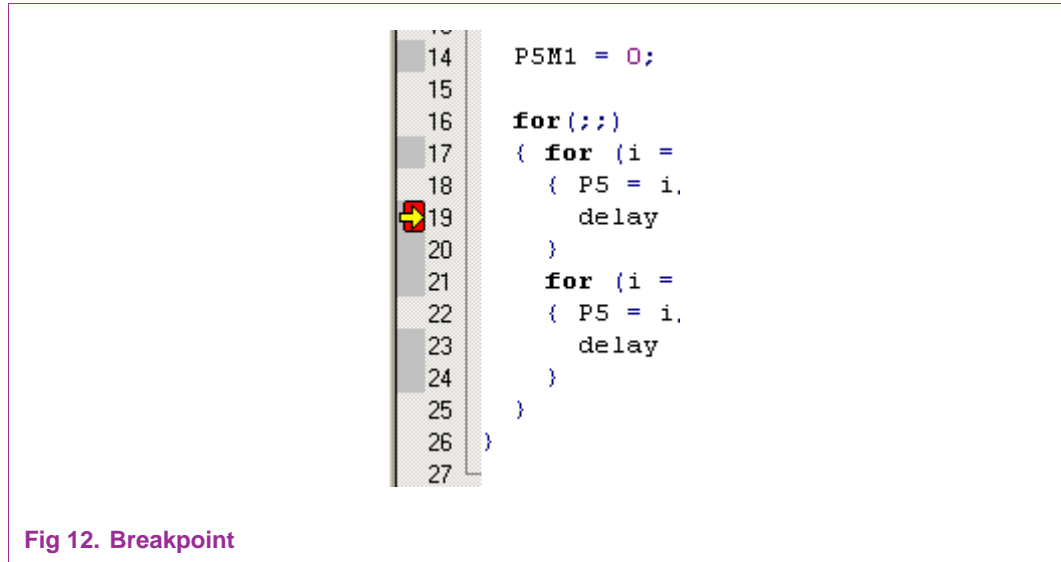 14 P5M1 = 0;
15
16 for(;;)
17 { for (i =
18 { P5 = i,
19 delay
20 }
21 for (i =
22 { P5 = i,
23 delay
24 }
25 }
26 }
27
Fig 12. Breakpoint